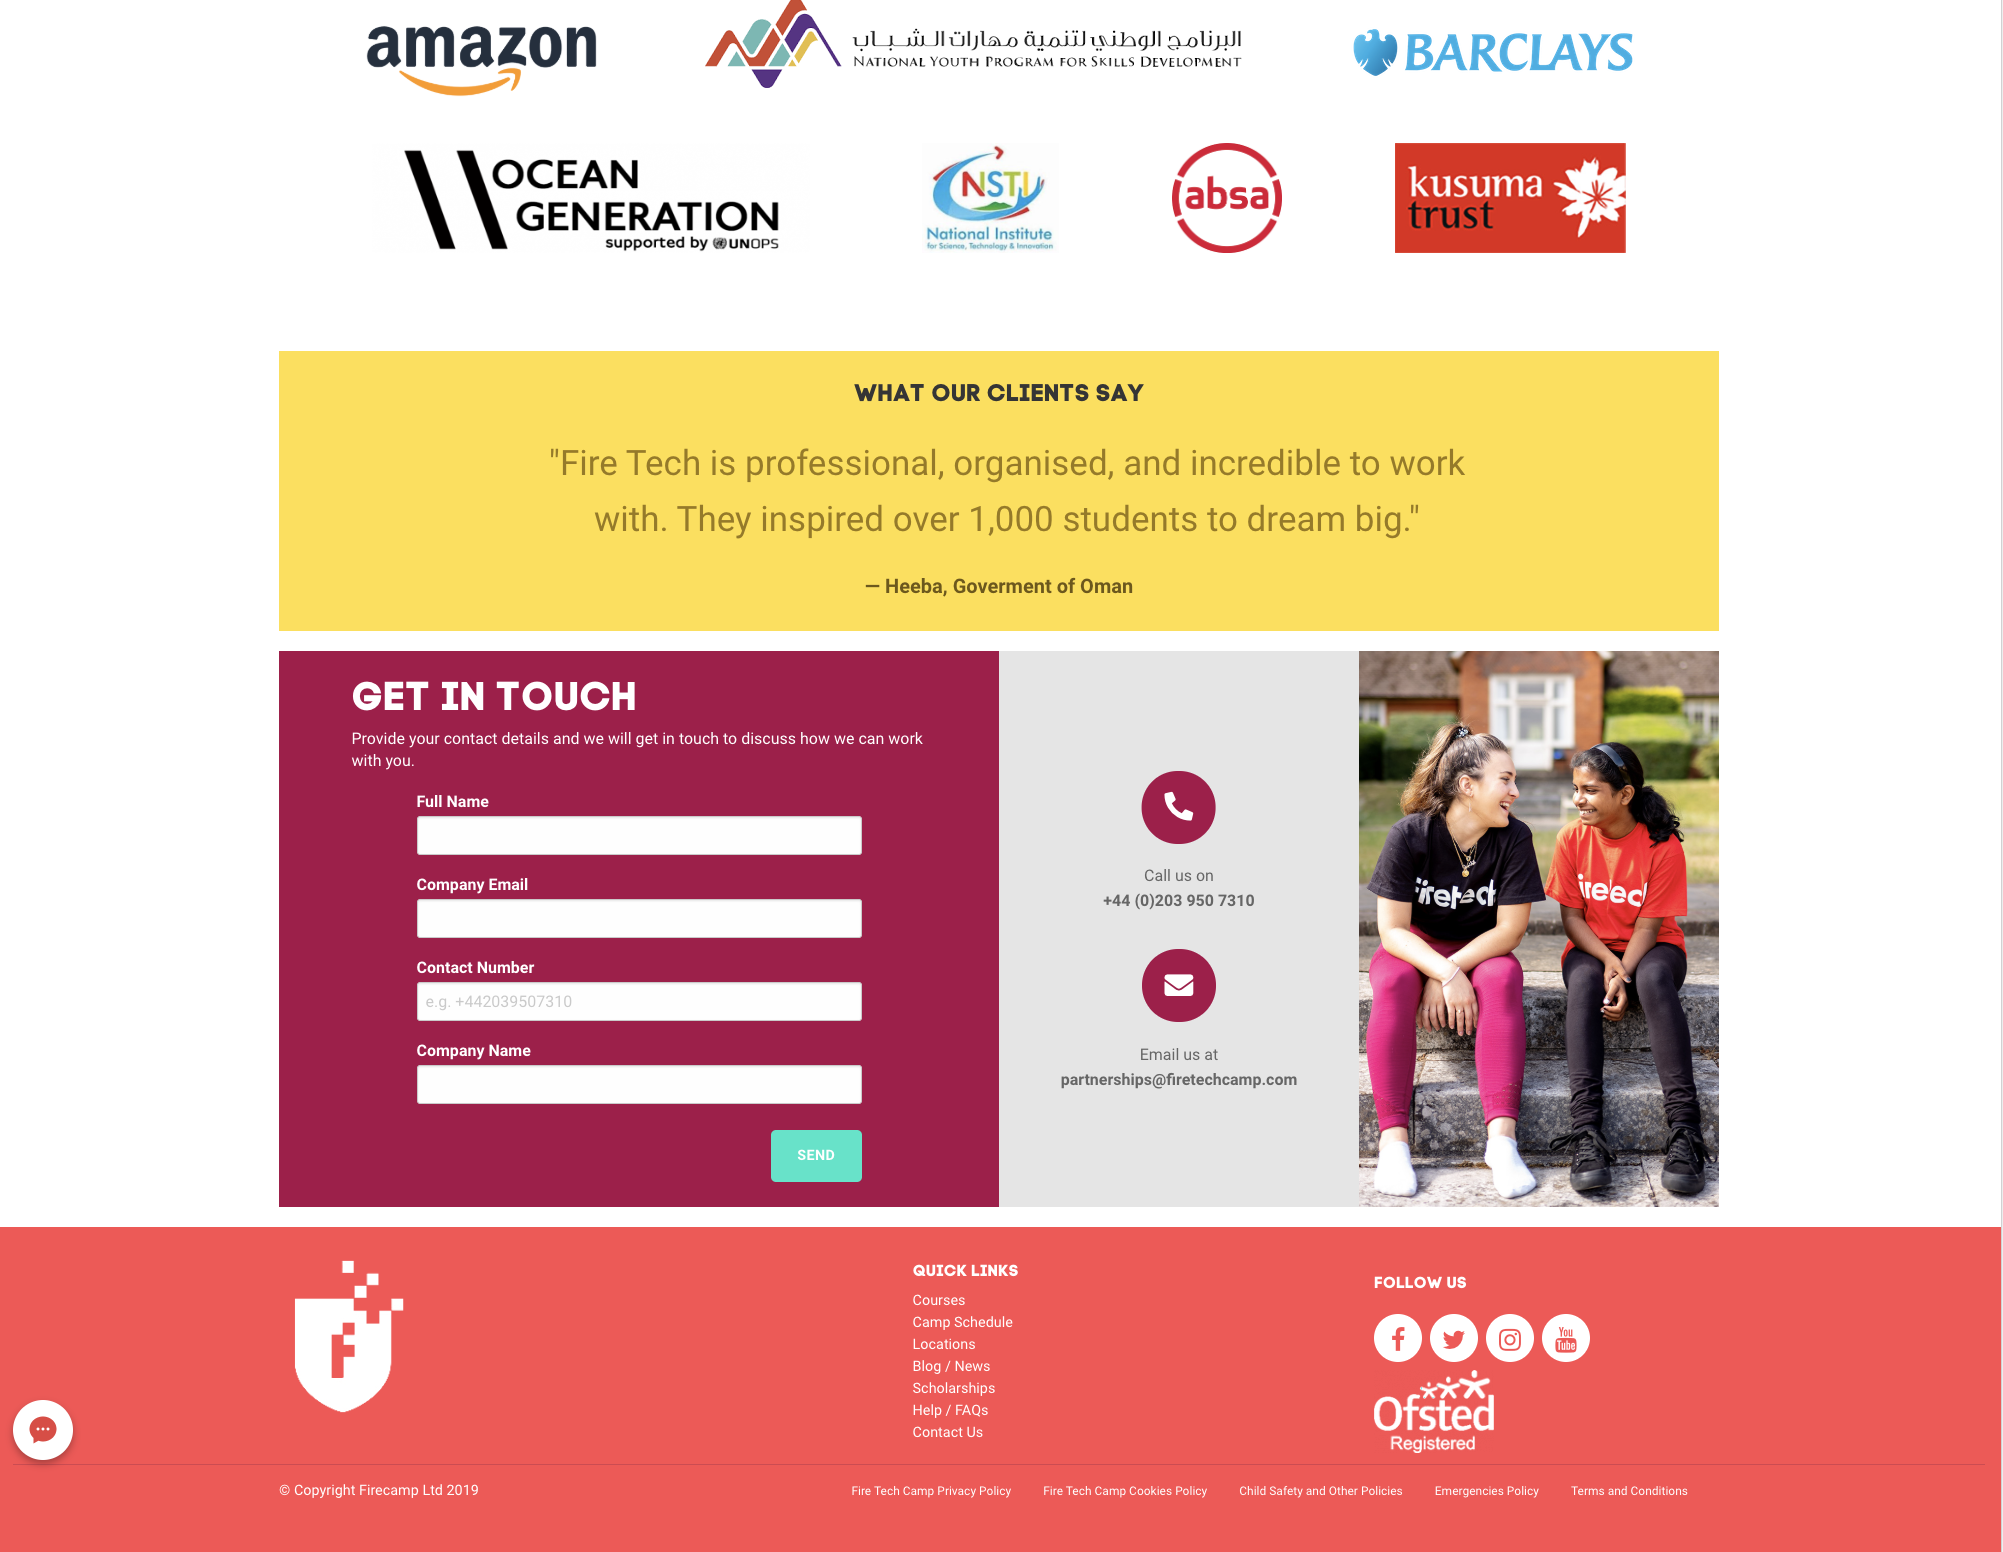 amazon
البرنامج الوطني لتنمية مهارات الشباب
NATIONAL YOUTH PROGRAM FOR SKILLS DEVELOPMENT
BARCLAYS
OCEAN
GENERATION
supported by UNOPS
NSTI
National Institute
for Science, Technology & Innovation
absa
kusuma
trust
WHAT OUR CLIENTS SAY
"Fire Tech is professional, organised, and incredible to work
with. They inspired over 1,000 students to dream big."
— Heeba, Goverment of Oman
GET IN TOUCH
Provide your contact details and we will get in touch to discuss how we can work
with you.
Full Name
Company Email
Contact Number
e.g. +442039507310
Company Name
SEND
Call us on
+44 (0)203 950 7310
Email us at
partnerships@firetechcamp.com
firetech
firetech
F
QUICK LINKS
Courses
Camp Schedule
Locations
Blog / News
Scholarships
Help / FAQs
Contact Us
FOLLOW US
You
Tube
Ofsted
Registered
© Copyright Firecamp Ltd 2019
Fire Tech Camp Privacy Policy
Fire Tech Camp Cookies Policy
Child Safety and Other Policies
Emergencies Policy
Terms and Conditions